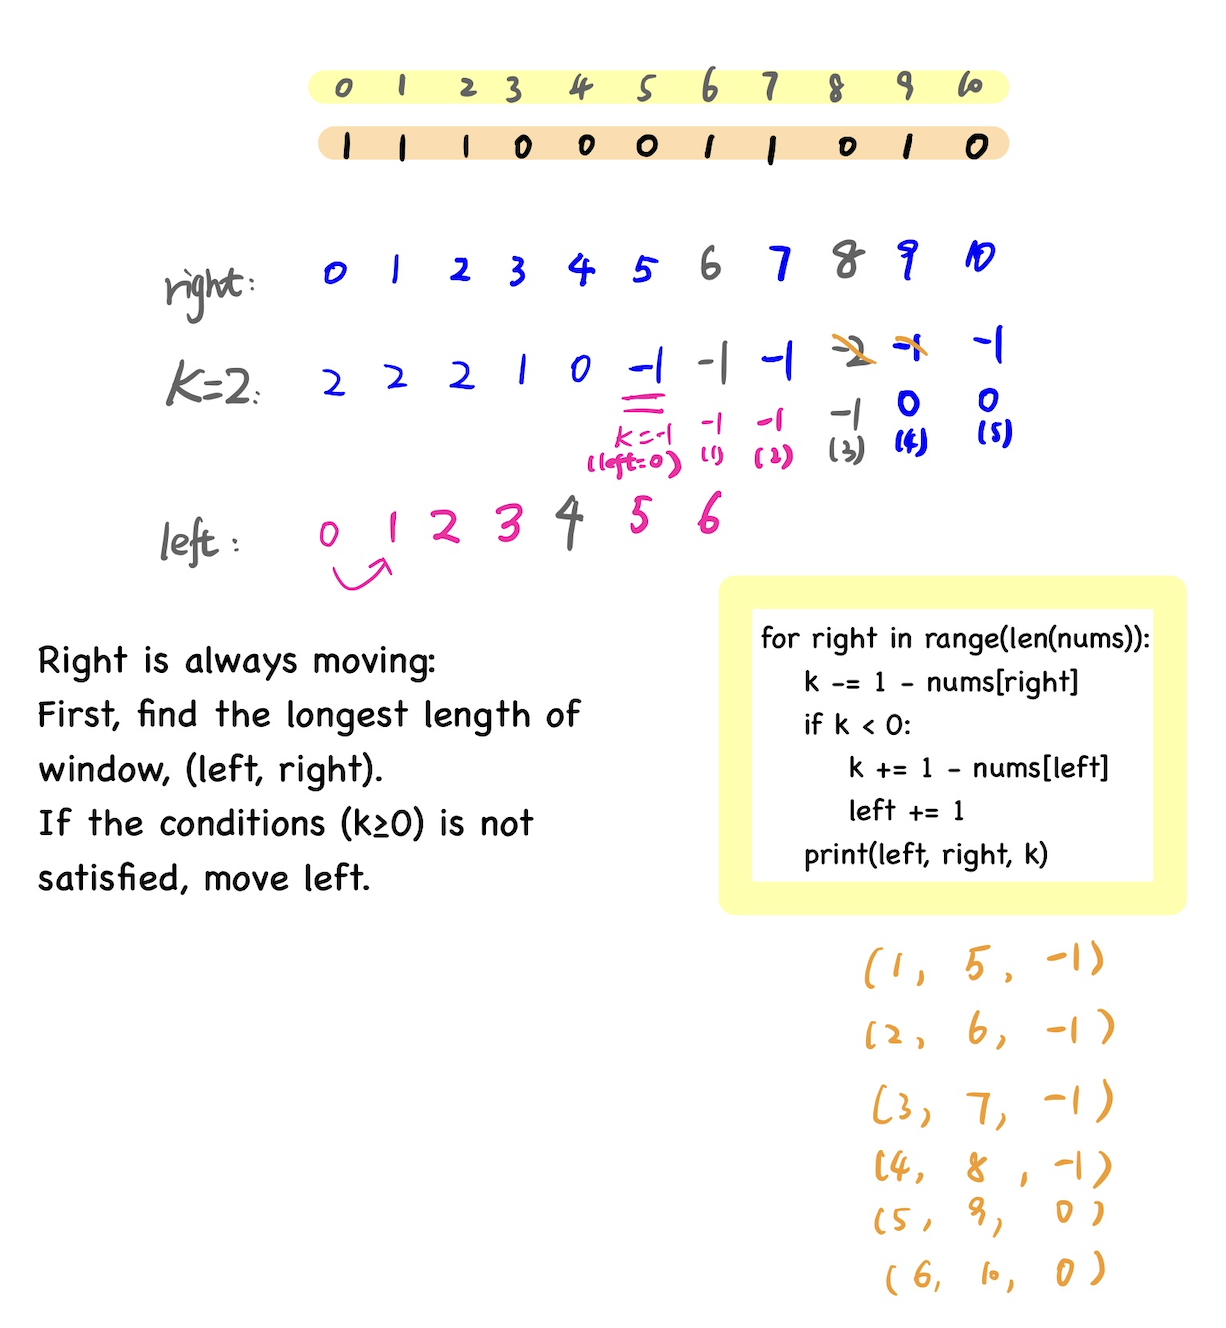 0 1 2 3 4 5 6 7 8 9 10
1 1 1 0 0 0 1 1 0 1 0
right: 0 1 2 3 4 5 6 7 8 9 10
K=2: 2 2 2 1 0 -1 -1 -1 -2 -1 -1
k=-1 -1 -1 -1 0 0
(left=0) (1) (2) (3) (4) (5)
left: 0 1 2 3 4 5 6
Right is always moving:
First, find the longest length of
window, (left, right).
If the conditions (k≥0) is not
satisfied, move left.
for right in range(len(nums)):
k -= 1 - nums[right]
if k < 0:
k += 1 - nums[left]
left += 1
print(left, right, k)
(1, 5, -1)
(2, 6, -1)
(3, 7, -1)
(4, 8, -1)
(5, 9, 0)
(6, 10, 0)